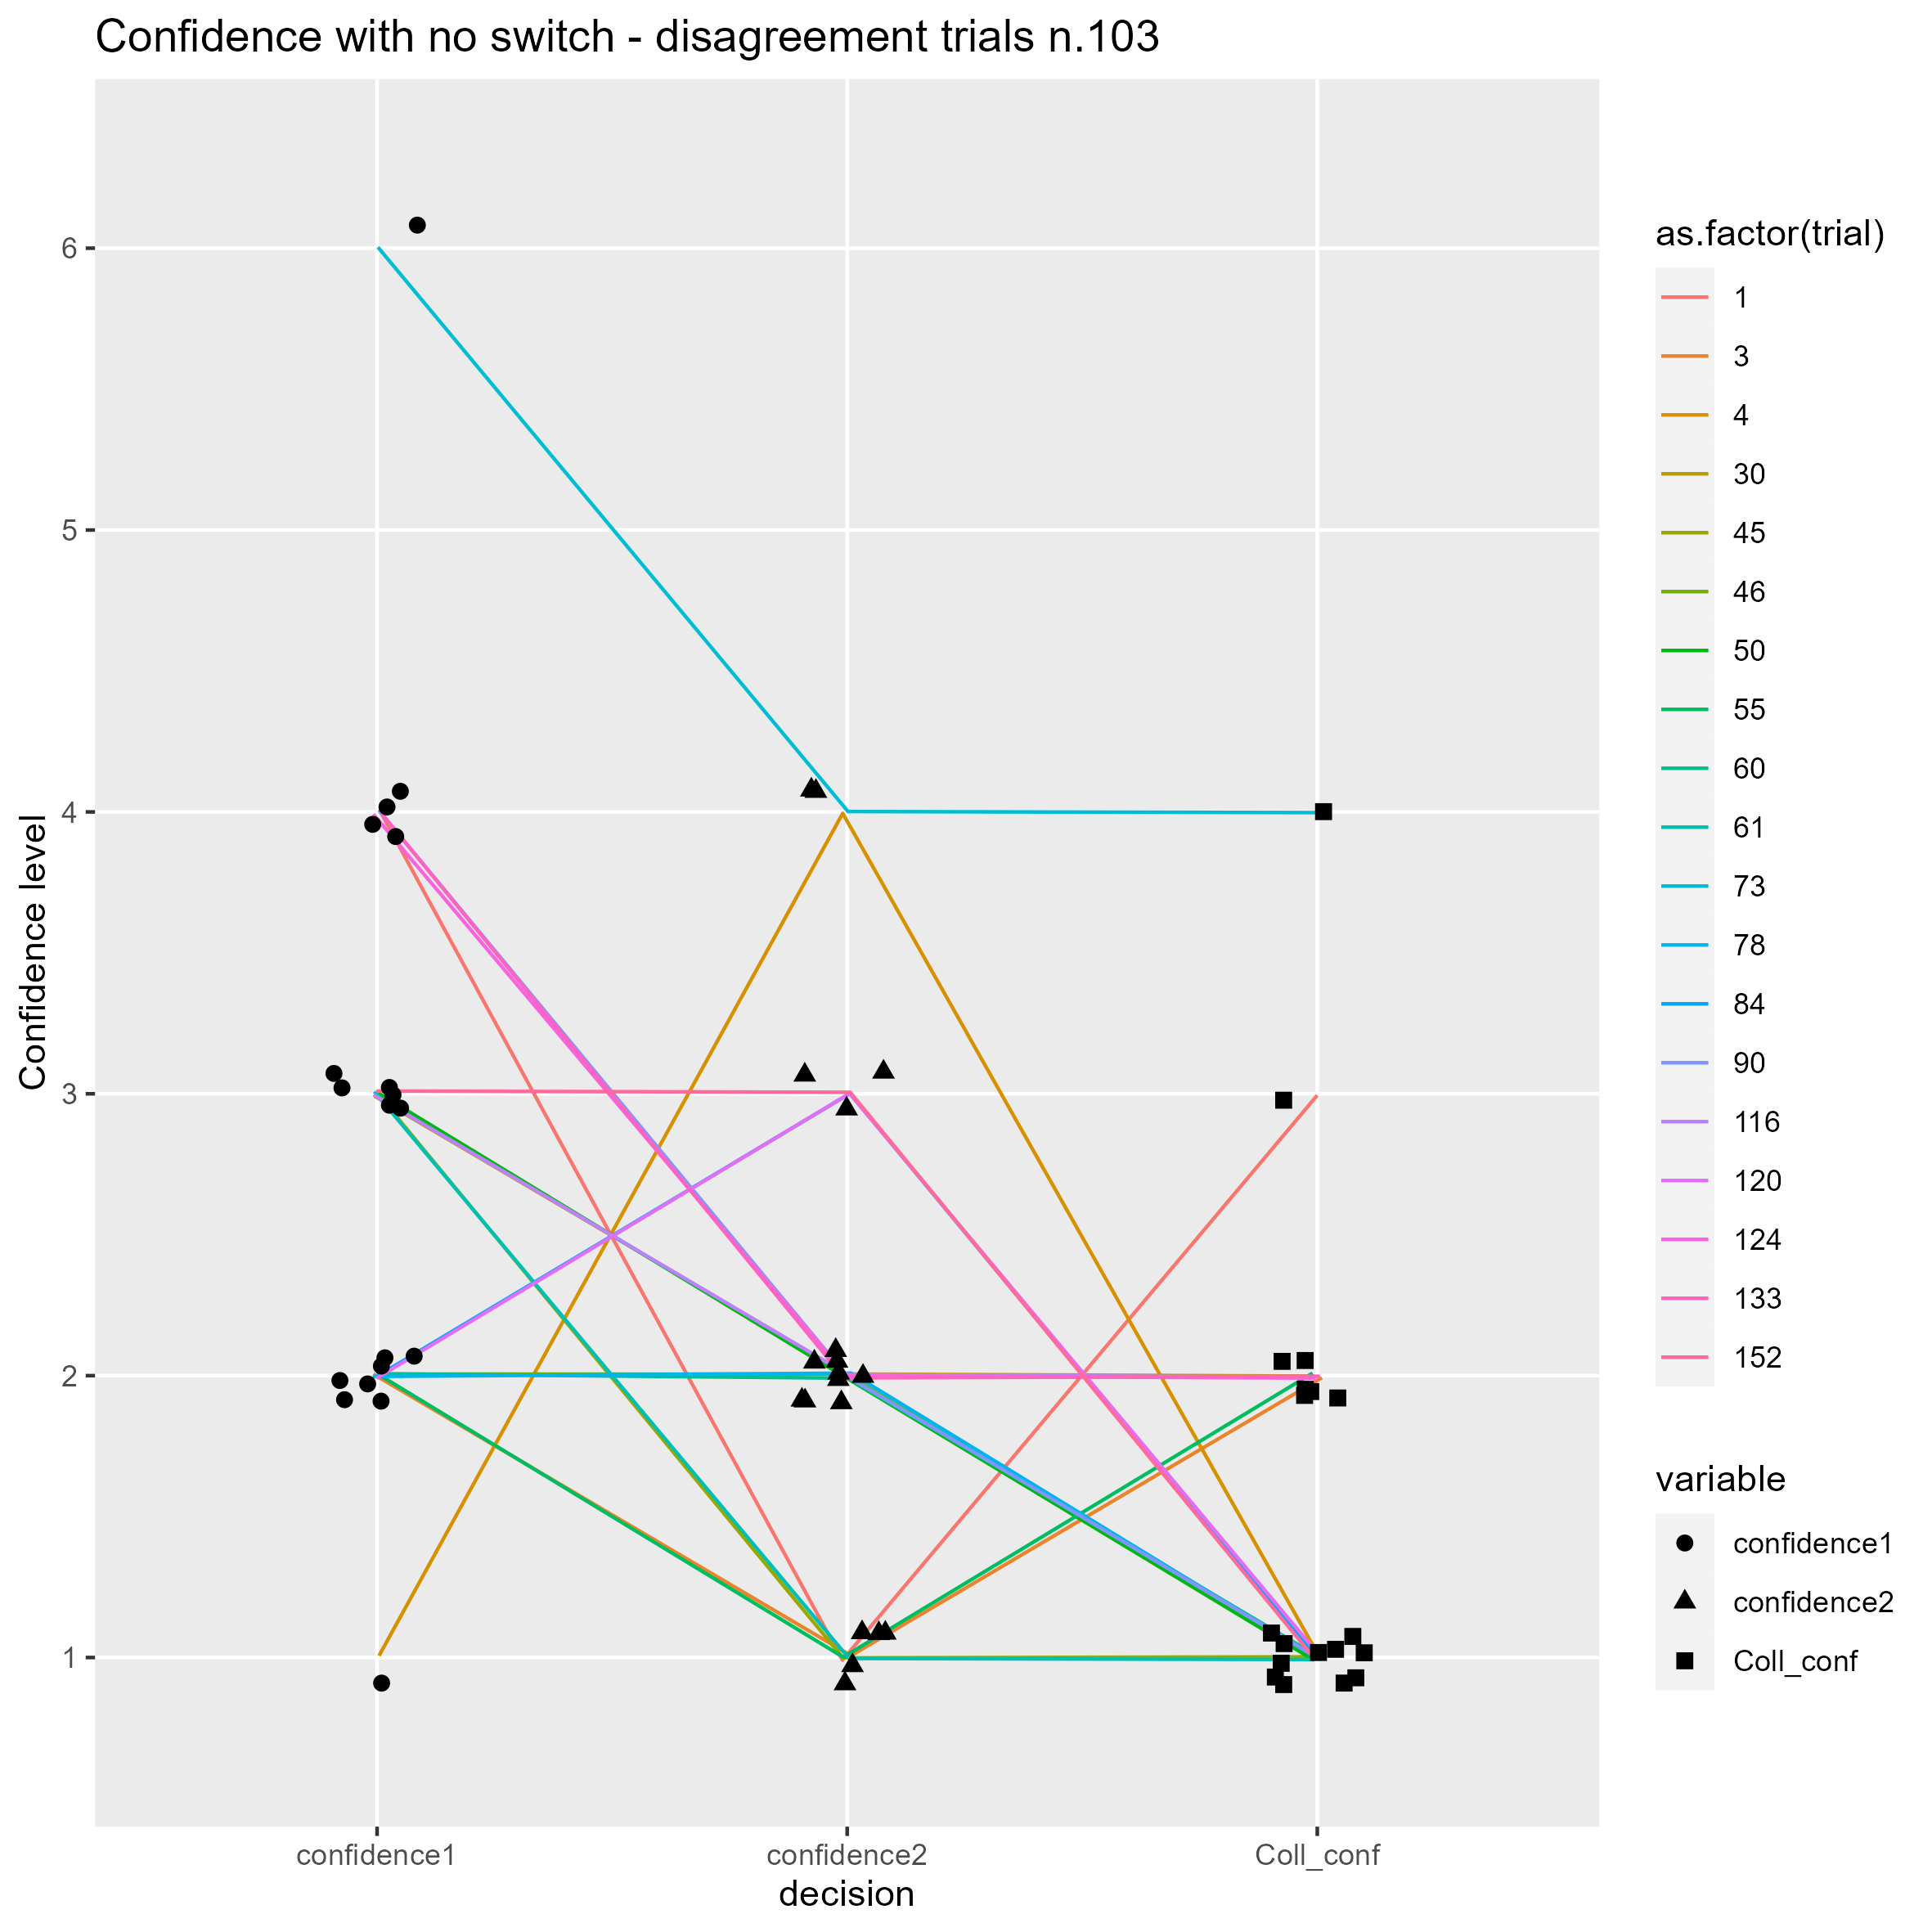 Confidence with no switch - disagreement trials n.103
Confidence level
6
5
4
3
2
1
confidence1
confidence2
Coll_conf
decision
as.factor(trial)
1
3
4
30
45
46
50
55
60
61
73
78
84
90
116
120
124
133
152
variable
confidence1
confidence2
Coll_conf